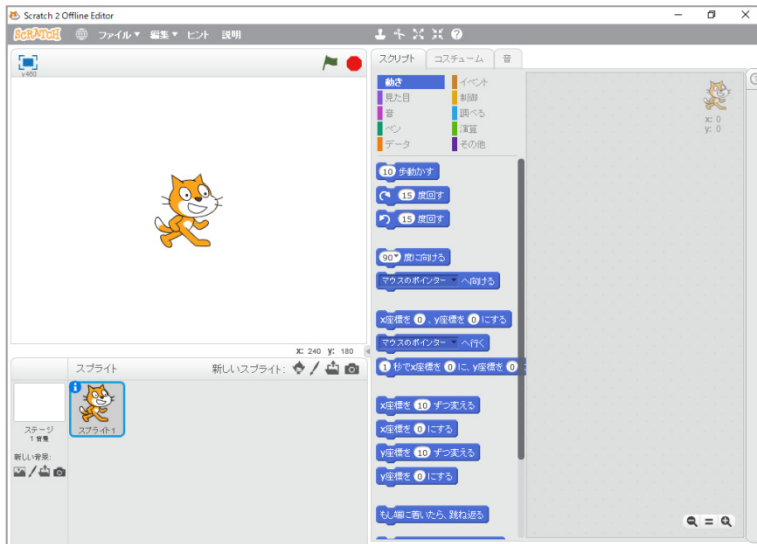 Scratch 2 Offline Editor
SCRATCH ファイル▼ 編集▼ ヒント 説明
v460
スクリプト コスチューム 音
動き イベント
見た目 制御
音 調べる
ペン 演算
データ その他
x: 0
y: 0
10 歩動かす
15 度回す
15 度回す
90▼ 度に向ける
マウスのポインター へ向ける
x座標を 0 、y座標を 0 にする
マウスのポインター へ行く
1 秒でx座標を 0 に、y座標を 0
x座標を 10 ずつ変える
x座標を 0 にする
y座標を 10 ずつ変える
y座標を 0 にする
もし端に着いたら、跳ね返る
x: 240 y: 180
スプライト 新しいスプライト:
ステージ
1 背景
新しい背景:
スプライト1